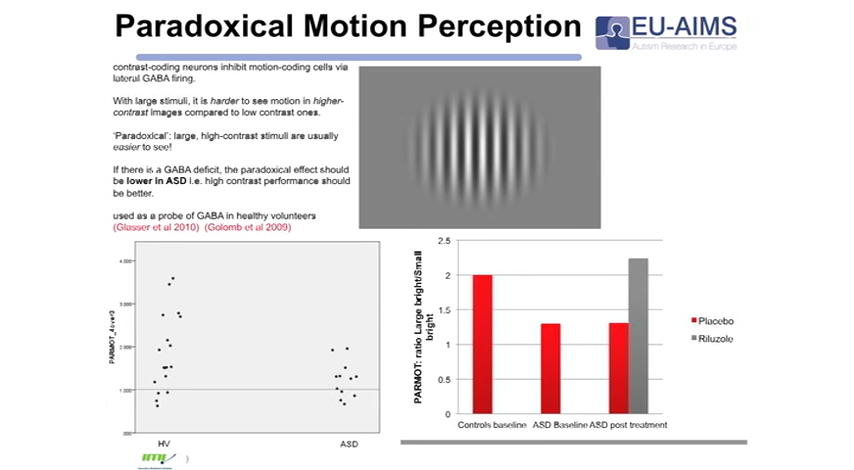 Paradoxical Motion Perception
EU-AIMS
Autism Research in Europe
contrast-coding neurons inhibit motion-coding cells via
lateral GABA firing.
With large stimuli, it is harder to see motion in higher-
contrast images compared to low contrast ones.
'Paradoxical': large, high-contrast stimuli are usually
easier to see!
If there is a GABA deficit, the paradoxical effect should
be lower in ASD i.e. high contrast performance should
be better.
used as a probe of GABA in healthy volunteers
(Glasser et al 2010) (Golomb et al 2009)
PARMOT_4over3
4.000
3.000
2.000
1.000
.000
HV
ASD
PARMOT: ratio Large bright/Small
bright
2.5
2
1.5
1
0.5
0
Controls baseline
ASD Baseline
ASD post treatment
Placebo
Riluzole
)